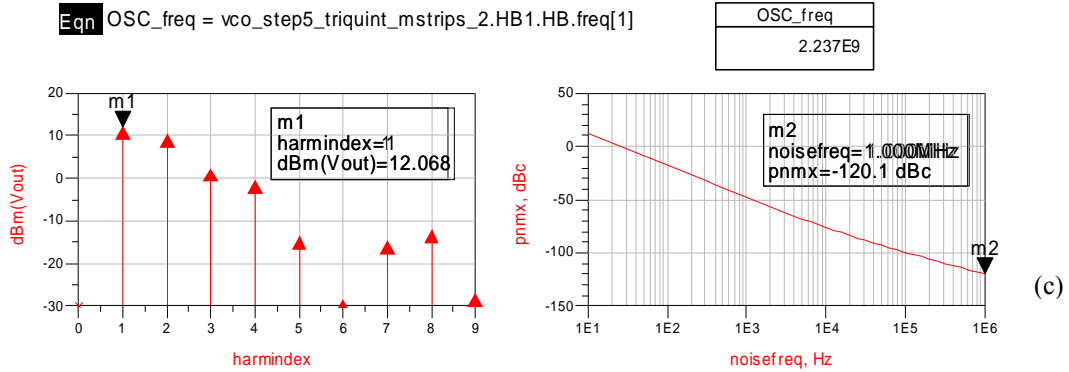 Eqn OSC_freq = vco_step5_triquint_mstrips_2.HB1.HB.freq[1]
OSC_freq
2.237E9
20
10
0
-10
-20
-30
dBm(Vout)
m1
m1
harmindex=1
dBm(Vout)=12.068
0 1 2 3 4 5 6 7 8 9
harmindex
50
0
-50
-100
-150
pnmx, dBc
m2
noisefreq=1.000MHz
pnmx=-120.1 dBc
m2
1E1 1E2 1E3 1E4 1E5 1E6
noisefreq, Hz
(c)